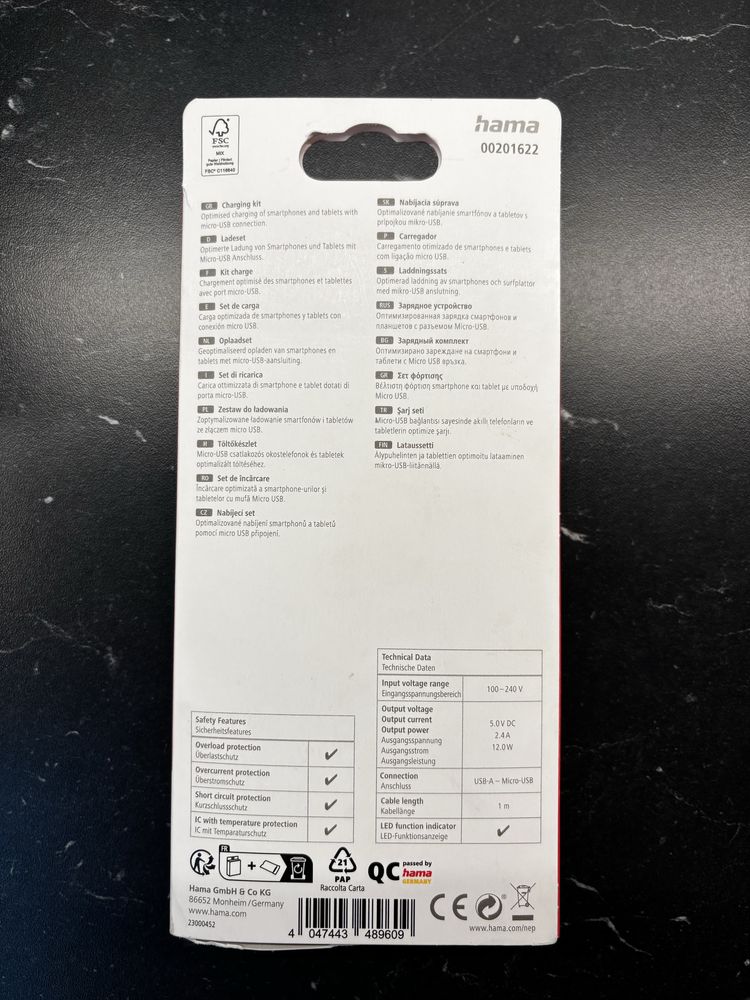 FSC
www.fsc.org
MIX
Papier | Fördert
gute Waldnutzung
FSC® C116640
hama
00201622
GB Charging kit
Optimised charging of smartphones and tablets with
micro-USB connection.
D Ladeset
Optimierte Ladung von Smartphones und Tablets mit
Micro-USB Anschluss.
F Kit charge
Chargement optimisé des smartphones et tablettes
avec port micro-USB.
E Set de carga
Carga optimizada de smartphones y tablets con
conexión micro USB.
NL Oplaadset
Geoptimaliseerd opladen van smartphones en
tablets met micro-USB-aansluiting.
I Set di ricarica
Carica ottimizzata di smartphone e tablet dotati di
porta micro-USB.
PL Zestaw do ładowania
Zoptymalizowane ładowanie smartfonów i tabletów
ze złączem micro USB.
H Töltőkészlet
Micro-USB csatlakozós okostelefonok és tabletek
optimalizált töltéséhez.
RO Set de încărcare
Încărcare optimizată a smartphone-urilor și
tabletelor cu mufă Micro USB.
CZ Nabíjecí set
Optimalizované nabíjení smartphonů a tabletů
pomocí micro USB připojení.
SK Nabíjacia súprava
Optimalizované nabíjanie smartfónov a tabletov s
prípojkou mikro-USB.
P Carregador
Carregamento otimizado de smartphones e tablets
com ligação micro USB.
S Laddningssats
Optimerad laddning av smartphones och surfplattor
med mikro-USB anslutning.
RUS Зарядное устройство
Оптимизированная зарядка смартфонов и
планшетов с разъемом Micro-USB.
BG Зарядный комплект
Оптимизирано зареждане на смартфони и
таблети с Micro USB връзка.
GR Σετ φόρτισης
Βέλτιστη φόρτιση smartphone και tablet με υποδοχή
Micro USB.
TR Şarj seti
Micro-USB bağlantısı sayesinde akıllı telefonların ve
tabletlerin optimize şarjı.
FIN Lataussetti
Älypuhelinten ja tablettien optimoitu lataaminen
mikro-USB-liitännällä.
Safety Features
Sicherheitsfeatures
Overload protection
Überlastschutz
✔
Overcurrent protection
Überstromschutz
✔
Short circuit protection
Kurzschlussschutz
✔
IC with temperature protection
IC mit Temparaturschutz
✔
Technical Data
Technische Daten
Input voltage range
Eingangsspannungsbereich
100–240 V
Output voltage
Output current
Output power
Ausgangsspannung
Ausgangsstrom
Ausgangsleistung
5.0 V DC
2.4 A
12.0 W
Connection
Anschluss
USB-A – Micro-USB
Cable length
Kabellänge
1 m
LED function indicator
LED-Funktionsanzeige
✔
FR
+
21
PAP
Raccolta Carta
QC passed by
hama
GERMANY
Hama GmbH & Co KG
86652 Monheim/Germany
www.hama.com
23000452
4 047443 489609
CE
www.hama.com/nep